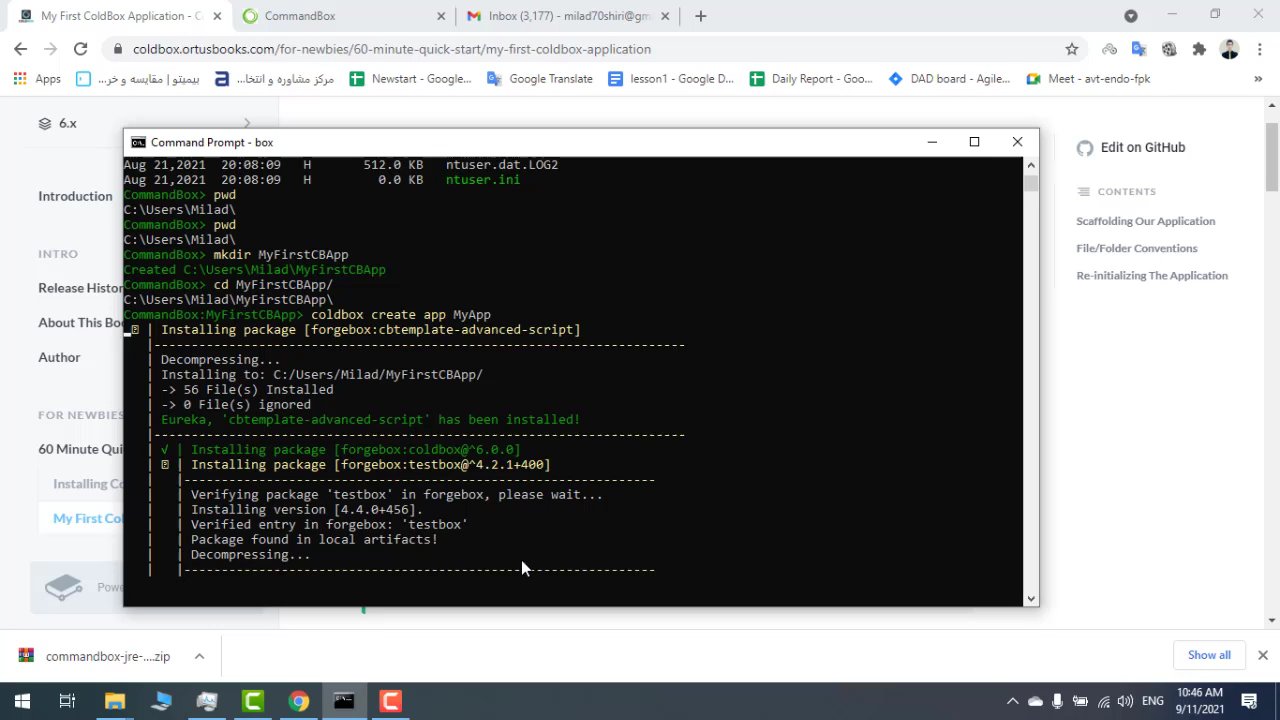 My First ColdBox Application - C
CommandBox
Inbox (3,177) - milad70shiri@gm
coldbox.ortusbooks.com/for-newbies/60-minute-quick-start/my-first-coldbox-application
Apps
بیمیتو | مقایسه و خر...
مرکز مشاوره و انتخا...
Newstart - Google...
Google Translate
lesson1 - Google D...
Daily Report - Goo...
DAD board - Agile...
Meet - avt-endo-fpk
»
6.x
Introduction
INTRO
Release Histor
About This Boo
Author
FOR NEWBIES
60 Minute Qui
Installing Co
My First Col
Powe
Command Prompt - box
Aug 21,2021 20:08:09 H 512.0 KB ntuser.dat.LOG2
Aug 21,2021 20:08:09 H 0.0 KB ntuser.ini
CommandBox> pwd
C:\Users\Milad\
CommandBox> pwd
C:\Users\Milad\
CommandBox> mkdir MyFirstCBApp
Created C:\Users\Milad\MyFirstCBApp
CommandBox> cd MyFirstCBApp/
C:\Users\Milad\MyFirstCBApp\
CommandBox:MyFirstCBApp> coldbox create app MyApp
| Installing package [forgebox:cbtemplate-advanced-script]
|-----------------------------------------------------------------------
| Decompressing...
| Installing to: C:/Users/Milad/MyFirstCBApp/
| -> 56 File(s) Installed
| -> 0 File(s) ignored
| Eureka, 'cbtemplate-advanced-script' has been installed!
|-----------------------------------------------------------------------
| √ | Installing package [forgebox:coldbox@^6.0.0]
| | Installing package [forgebox:testbox@^4.2.1+400]
| |---------------------------------------------------------------
| | Verifying package 'testbox' in forgebox, please wait...
| | Installing version [4.4.0+456].
| | Verified entry in forgebox: 'testbox'
| | Package found in local artifacts!
| | Decompressing...
| |---------------------------------------------------------------
Edit on GitHub
CONTENTS
Scaffolding Our Application
File/Folder Conventions
Re-initializing The Application
commandbox-jre-....zip
Show all
ENG
10:46 AM
9/11/2021